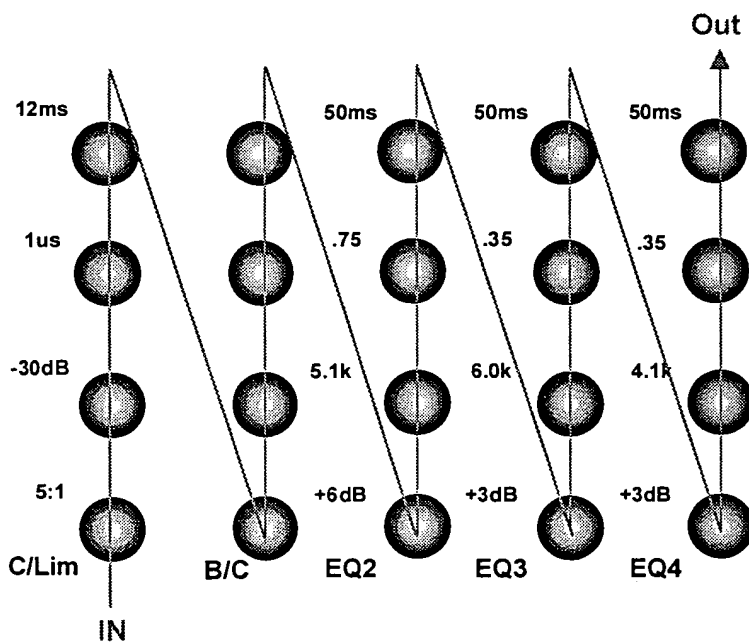 Out
12ms
50ms
50ms
50ms
1us
.75
.35
.35
-30dB
5.1k
6.0k
4.1k
5:1
+6dB
+3dB
+3dB
C/Lim
B/C
EQ2
EQ3
EQ4
IN